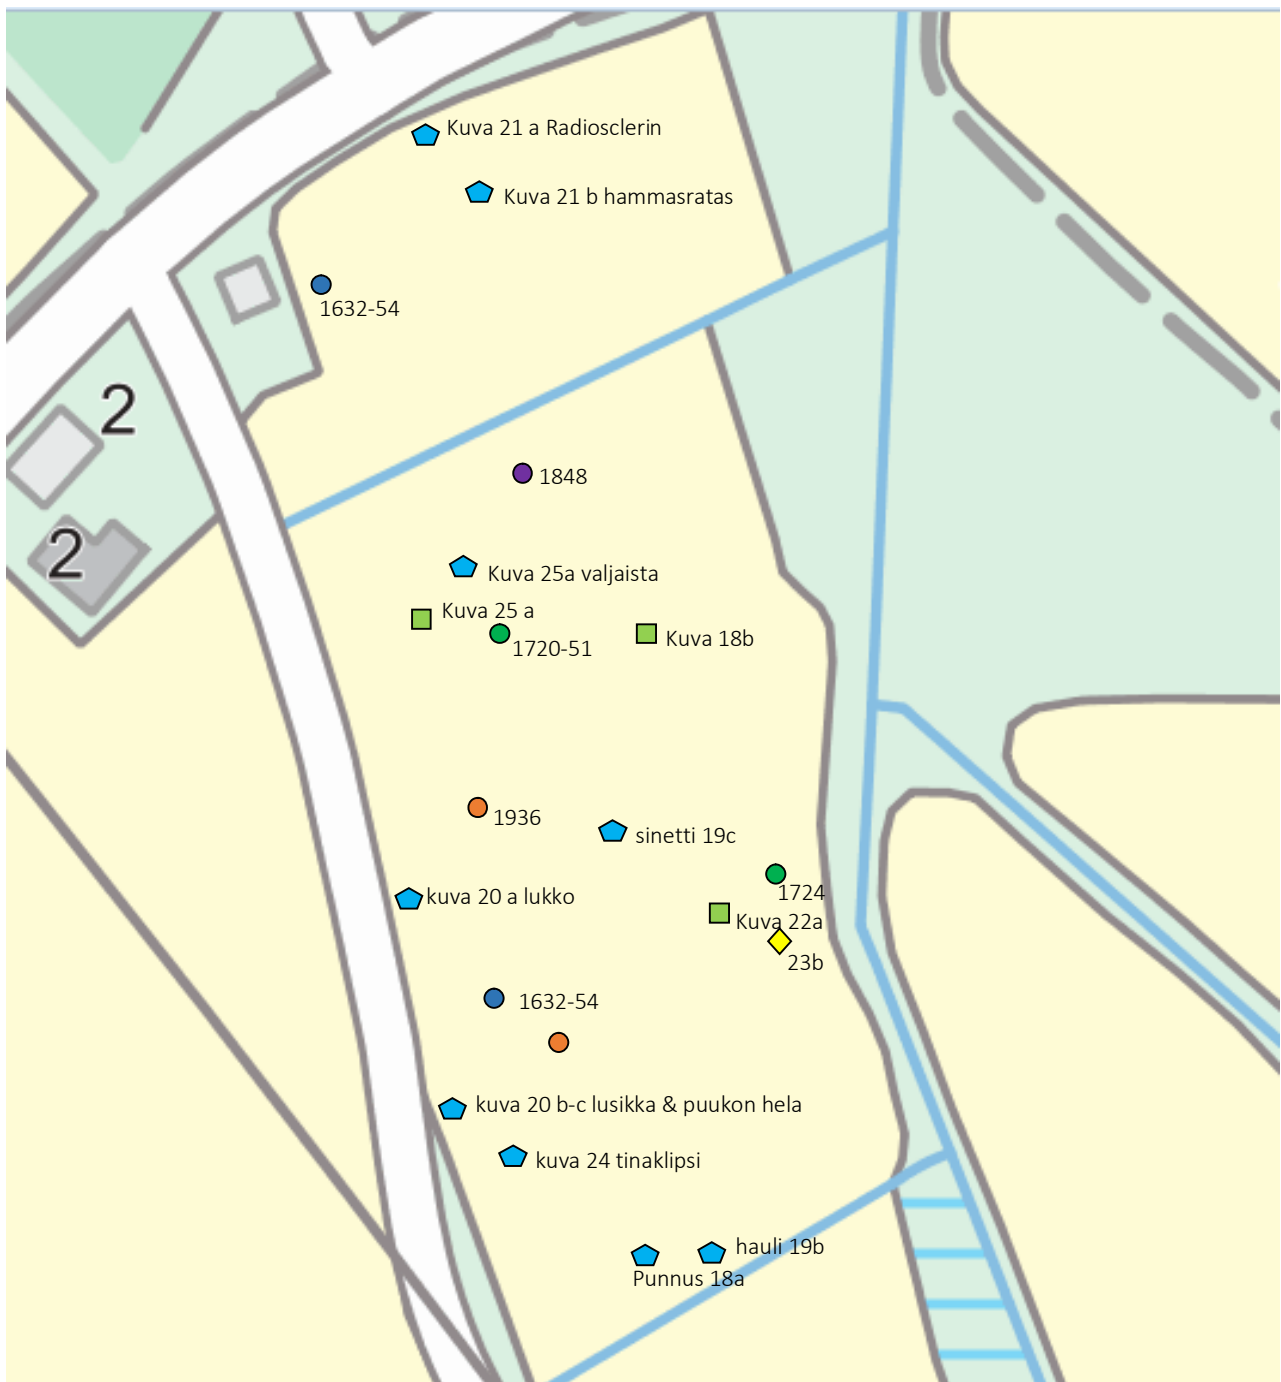 Kuva 21 a Radiosclerin
Kuva 21 b hammasratas
1632-54
2
1848
2
Kuva 25a valjaista
Kuva 25 a
1720-51
Kuva 18b
1936
sinetti 19c
1724
kuva 20 a lukko
Kuva 22a
23b
1632-54
kuva 20 b-c lusikka & puukon hela
kuva 24 tinaklipsi
hauli 19b
Punnus 18a